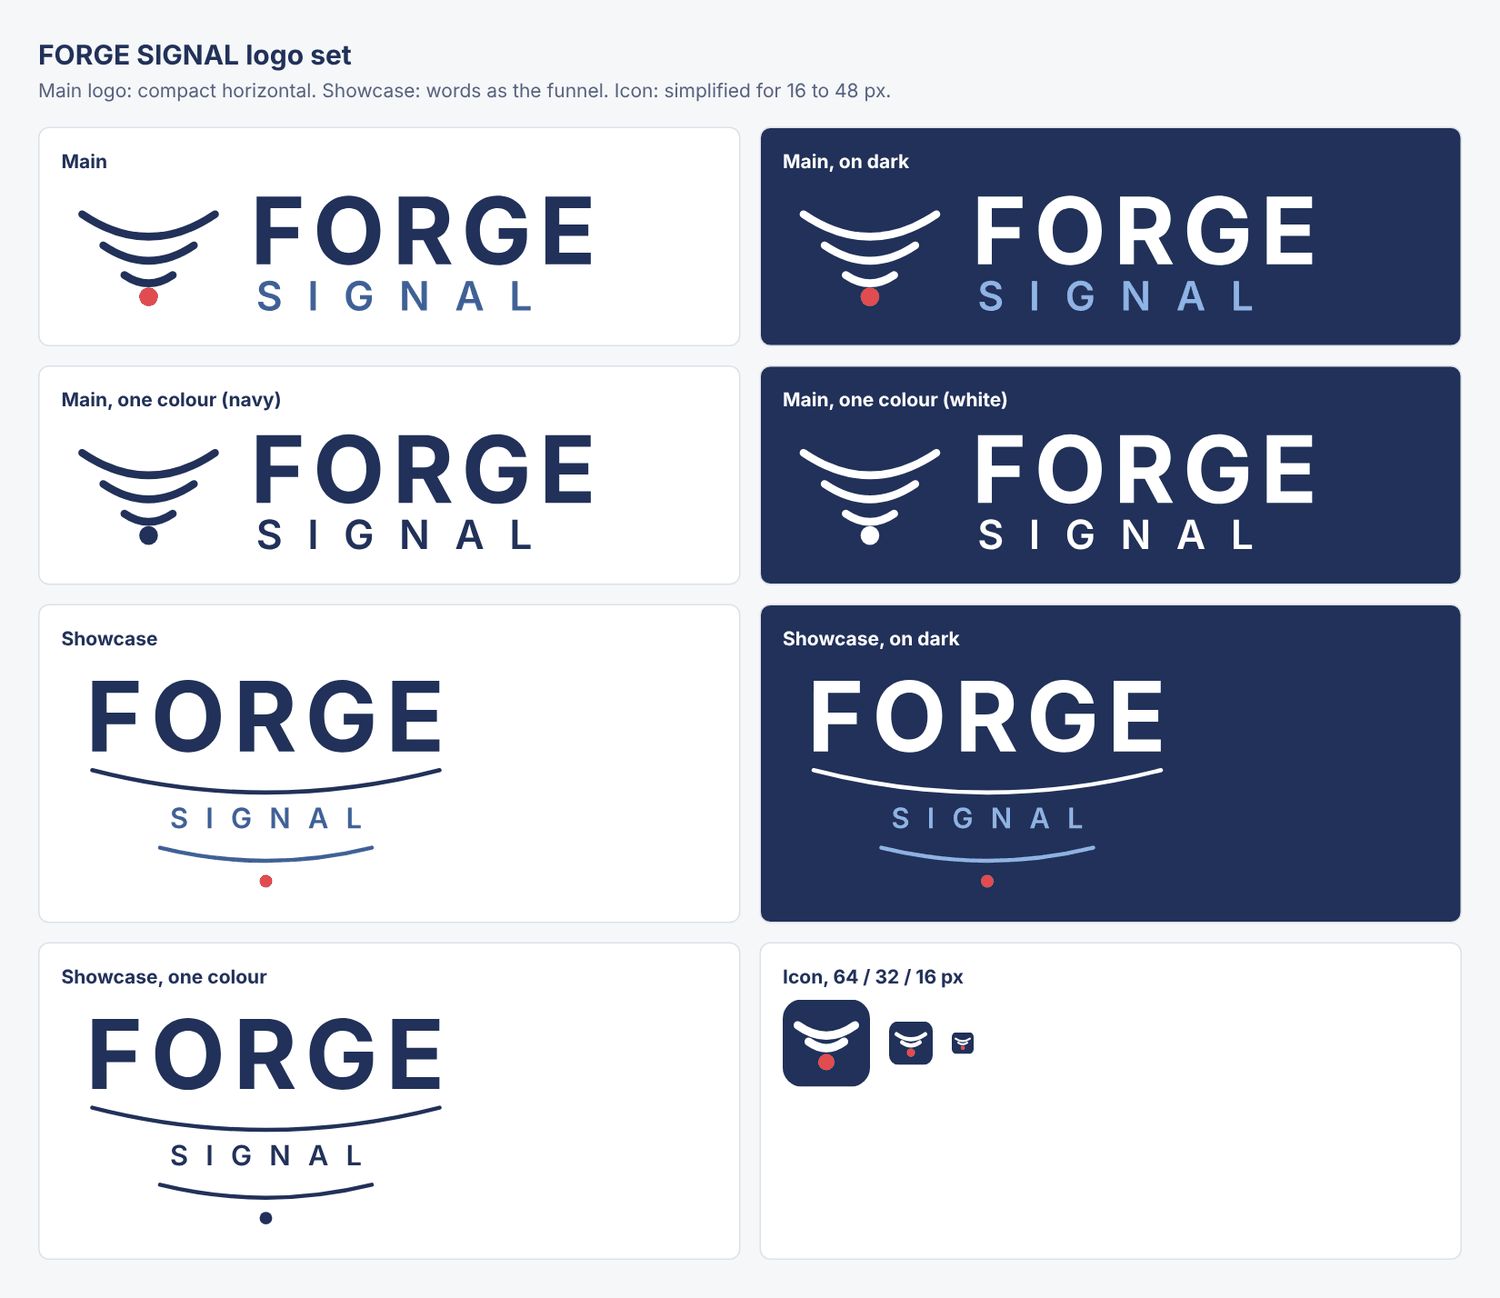 FORGE SIGNAL logo set
Main logo: compact horizontal. Showcase: words as the funnel. Icon: simplified for 16 to 48 px.
Main
FORGE
SIGNAL
Main, on dark
FORGE
SIGNAL
Main, one colour (navy)
FORGE
SIGNAL
Main, one colour (white)
FORGE
SIGNAL
Showcase
FORGE
SIGNAL
Showcase, on dark
FORGE
SIGNAL
Showcase, one colour
FORGE
SIGNAL
Icon, 64 / 32 / 16 px